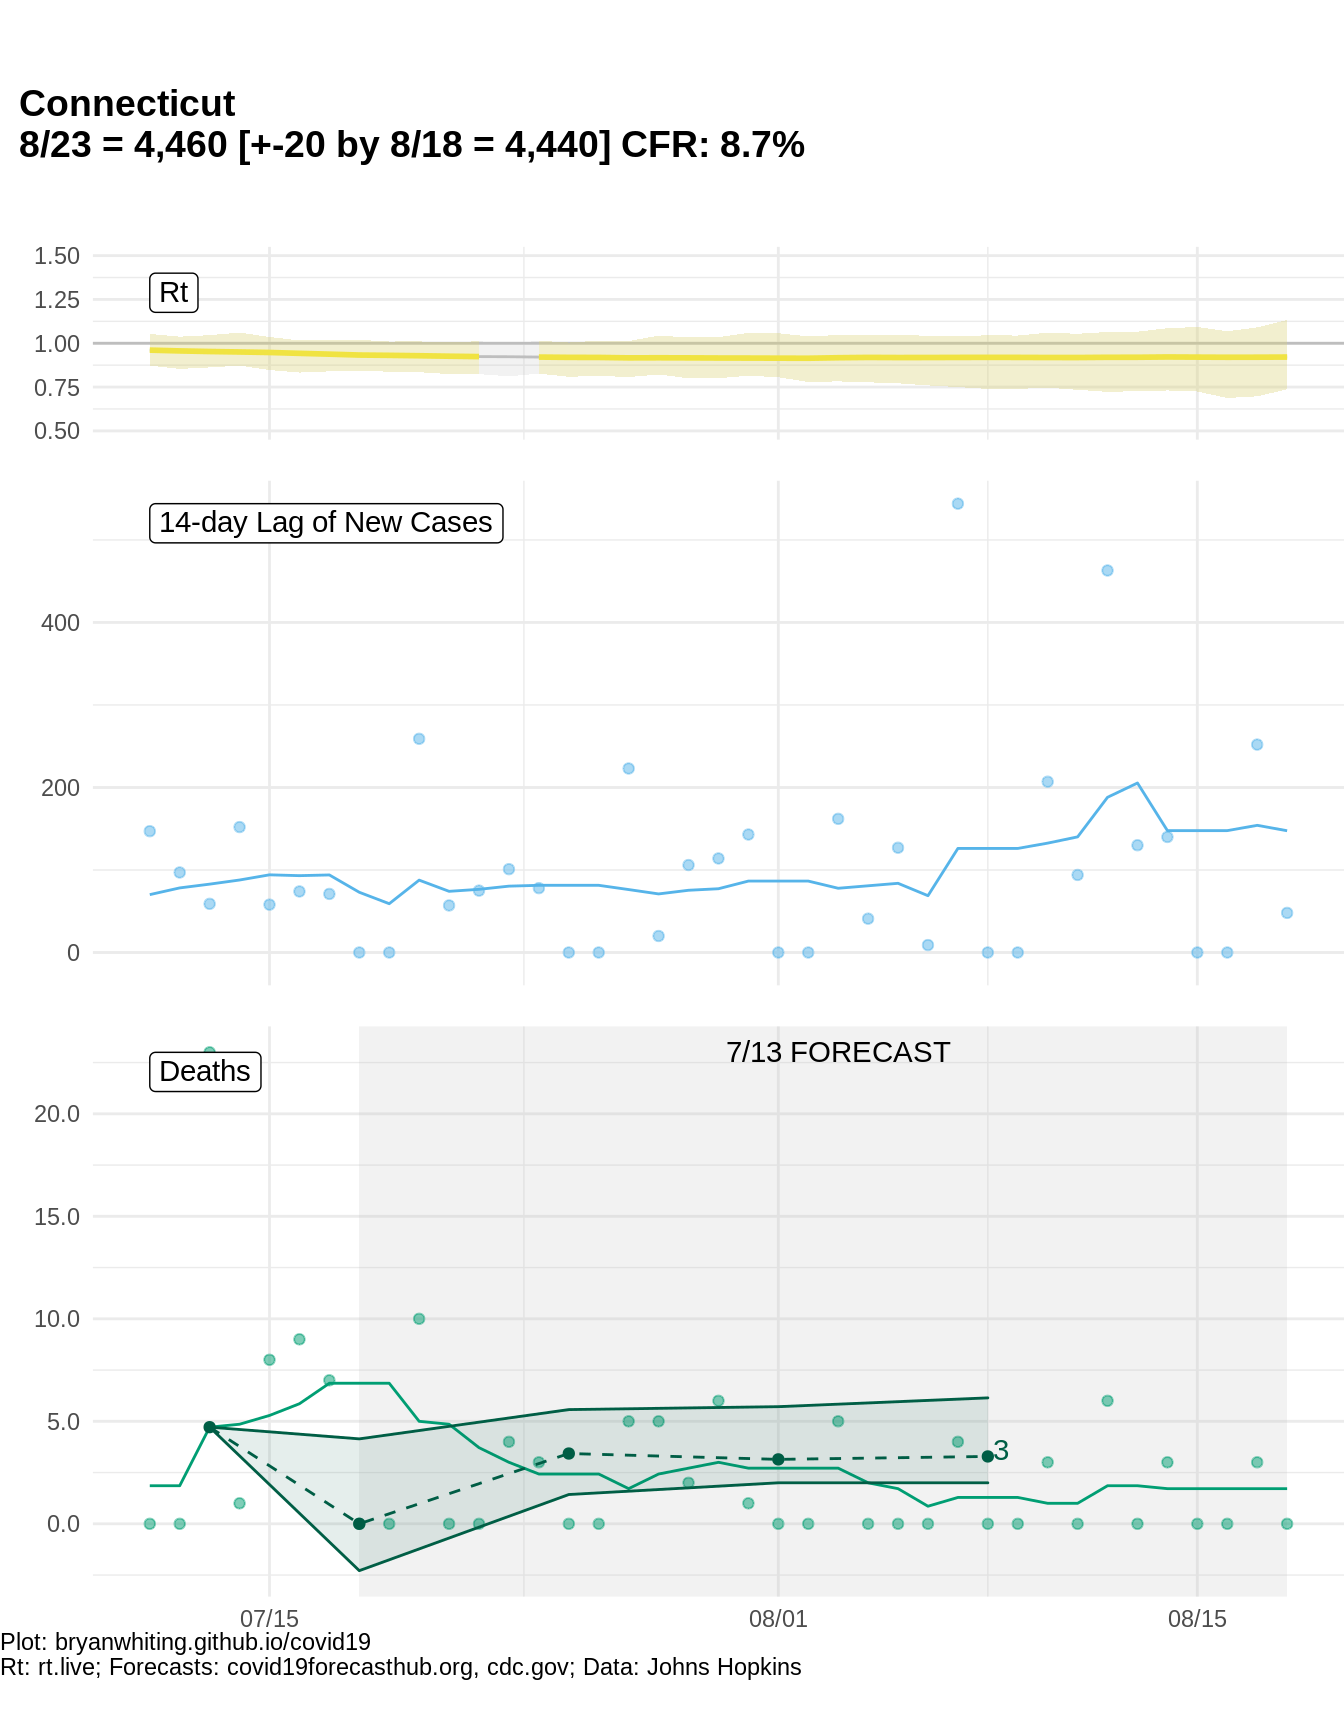 Connecticut
8/23 = 4,460 [+-20 by 8/18 = 4,440] CFR: 8.7%
1.50
1.25
1.00
0.75
0.50
Rt
14-day Lag of New Cases
400
200
0
Deaths
7/13 FORECAST
20.0
15.0
10.0
5.0
0.0
3
07/15
08/01
08/15
Plot: bryanwhiting.github.io/covid19
Rt: rt.live; Forecasts: covid19forecasthub.org, cdc.gov; Data: Johns Hopkins